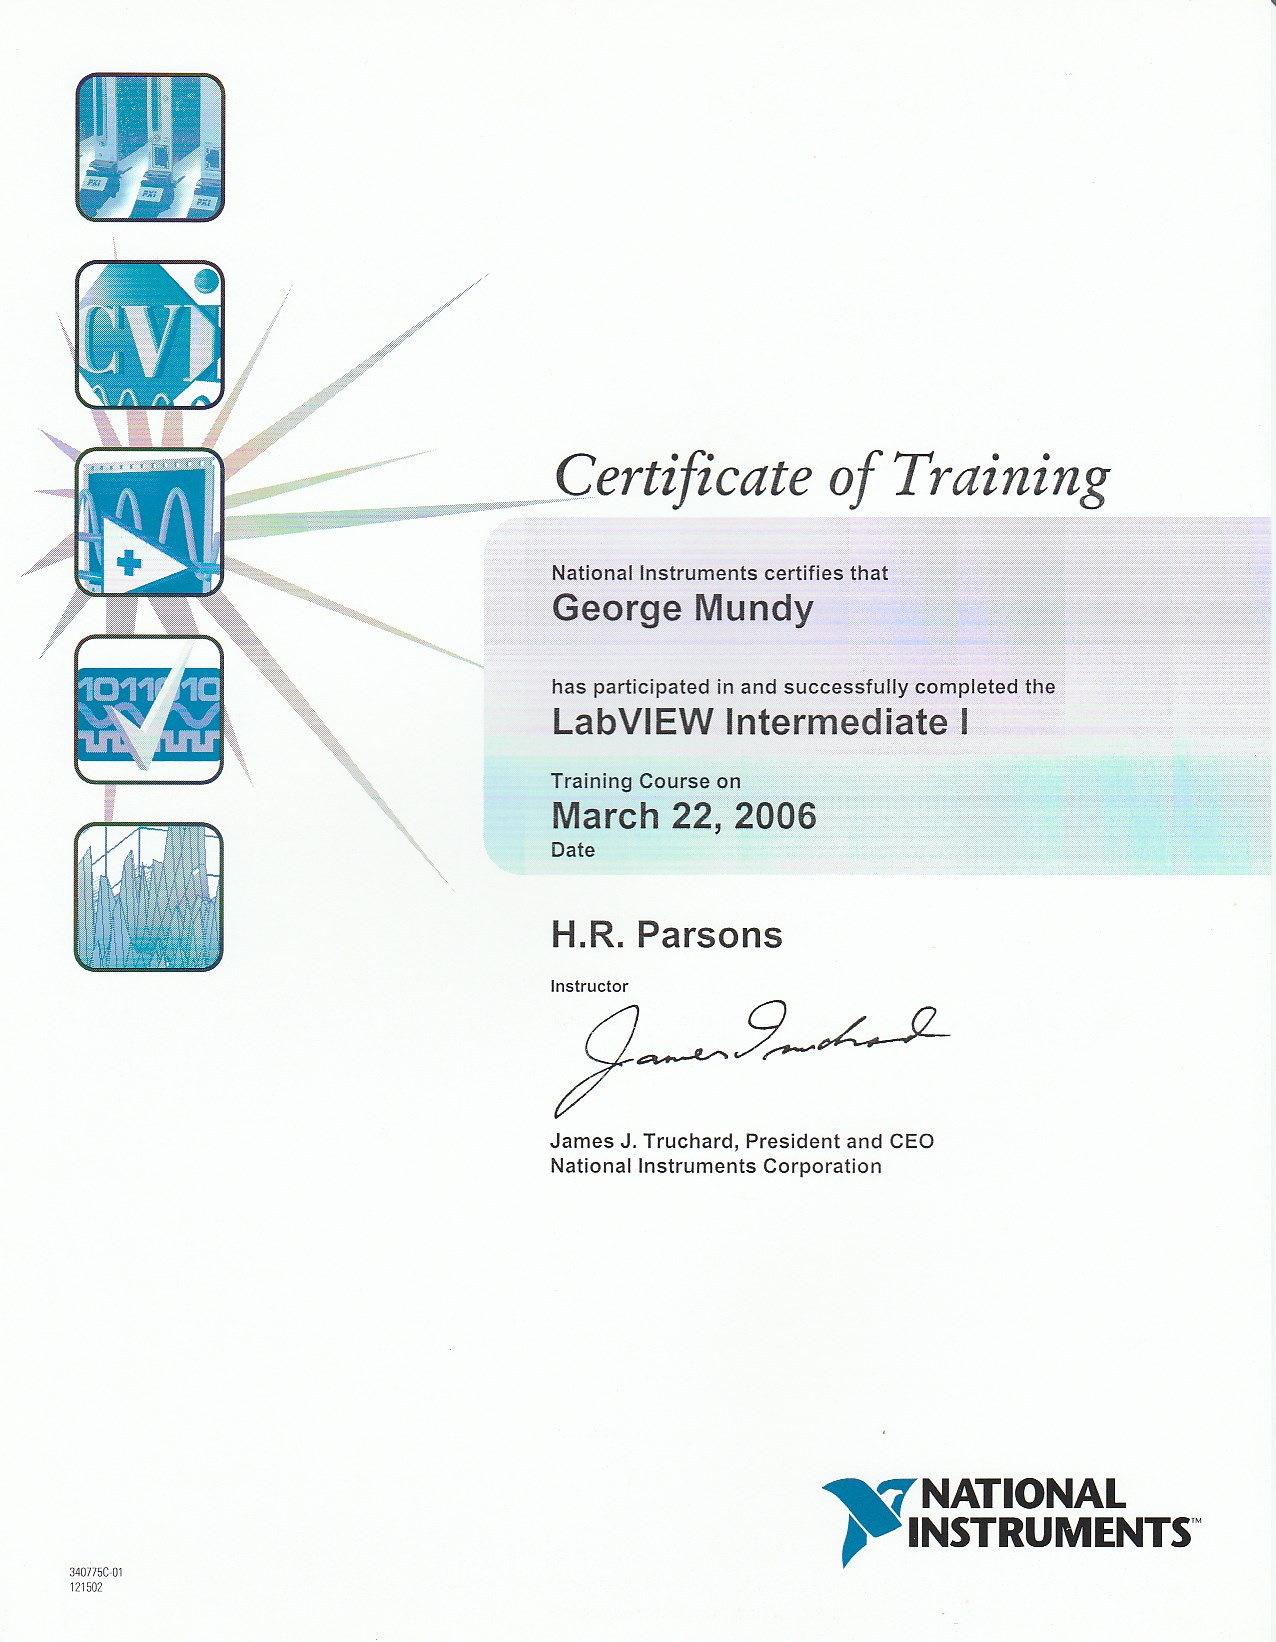 PXI
PXI
PXI
CVI
1011010
Certificate of Training
National Instruments certifies that
George Mundy
has participated in and successfully completed the
LabVIEW Intermediate I
Training Course on
March 22, 2006
Date
H.R. Parsons
Instructor
James Truchard
James J. Truchard, President and CEO
National Instruments Corporation
NATIONAL
INSTRUMENTS™
340775C-01
121502